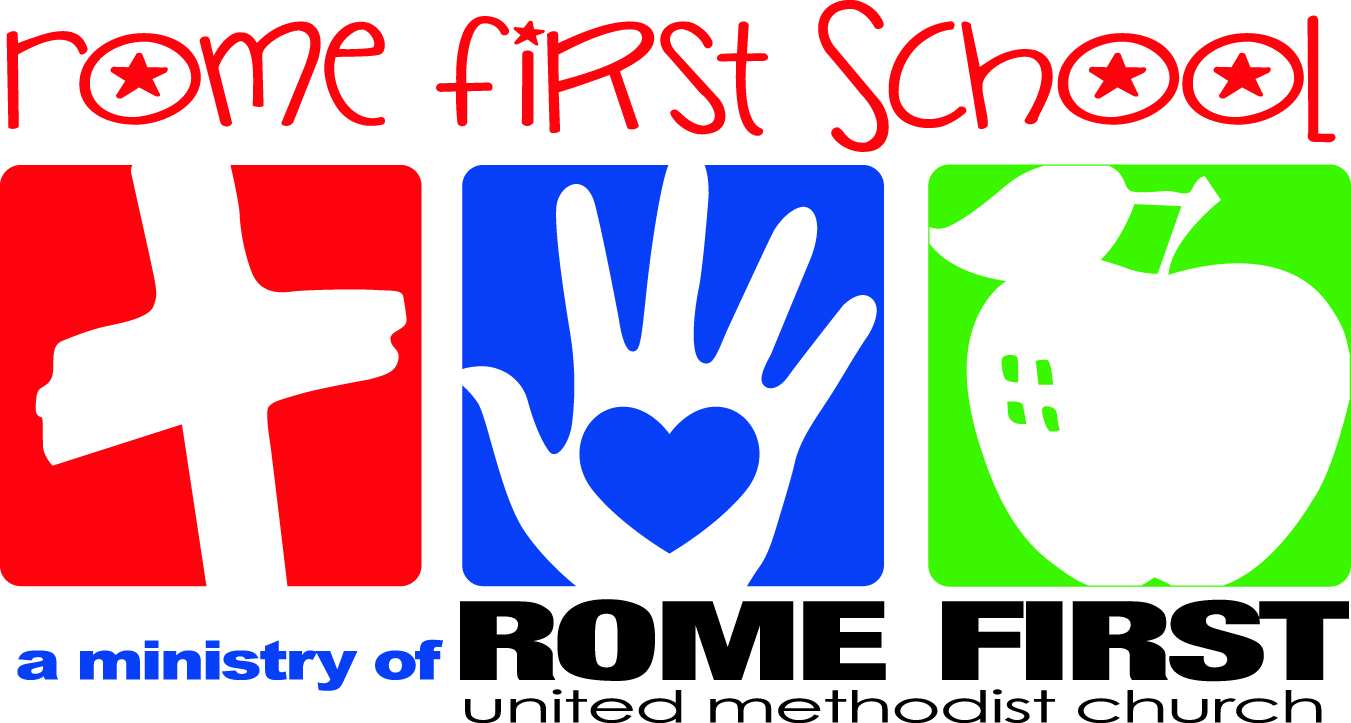 rome fiRst School
a ministry of ROME FIRST
united methodist church